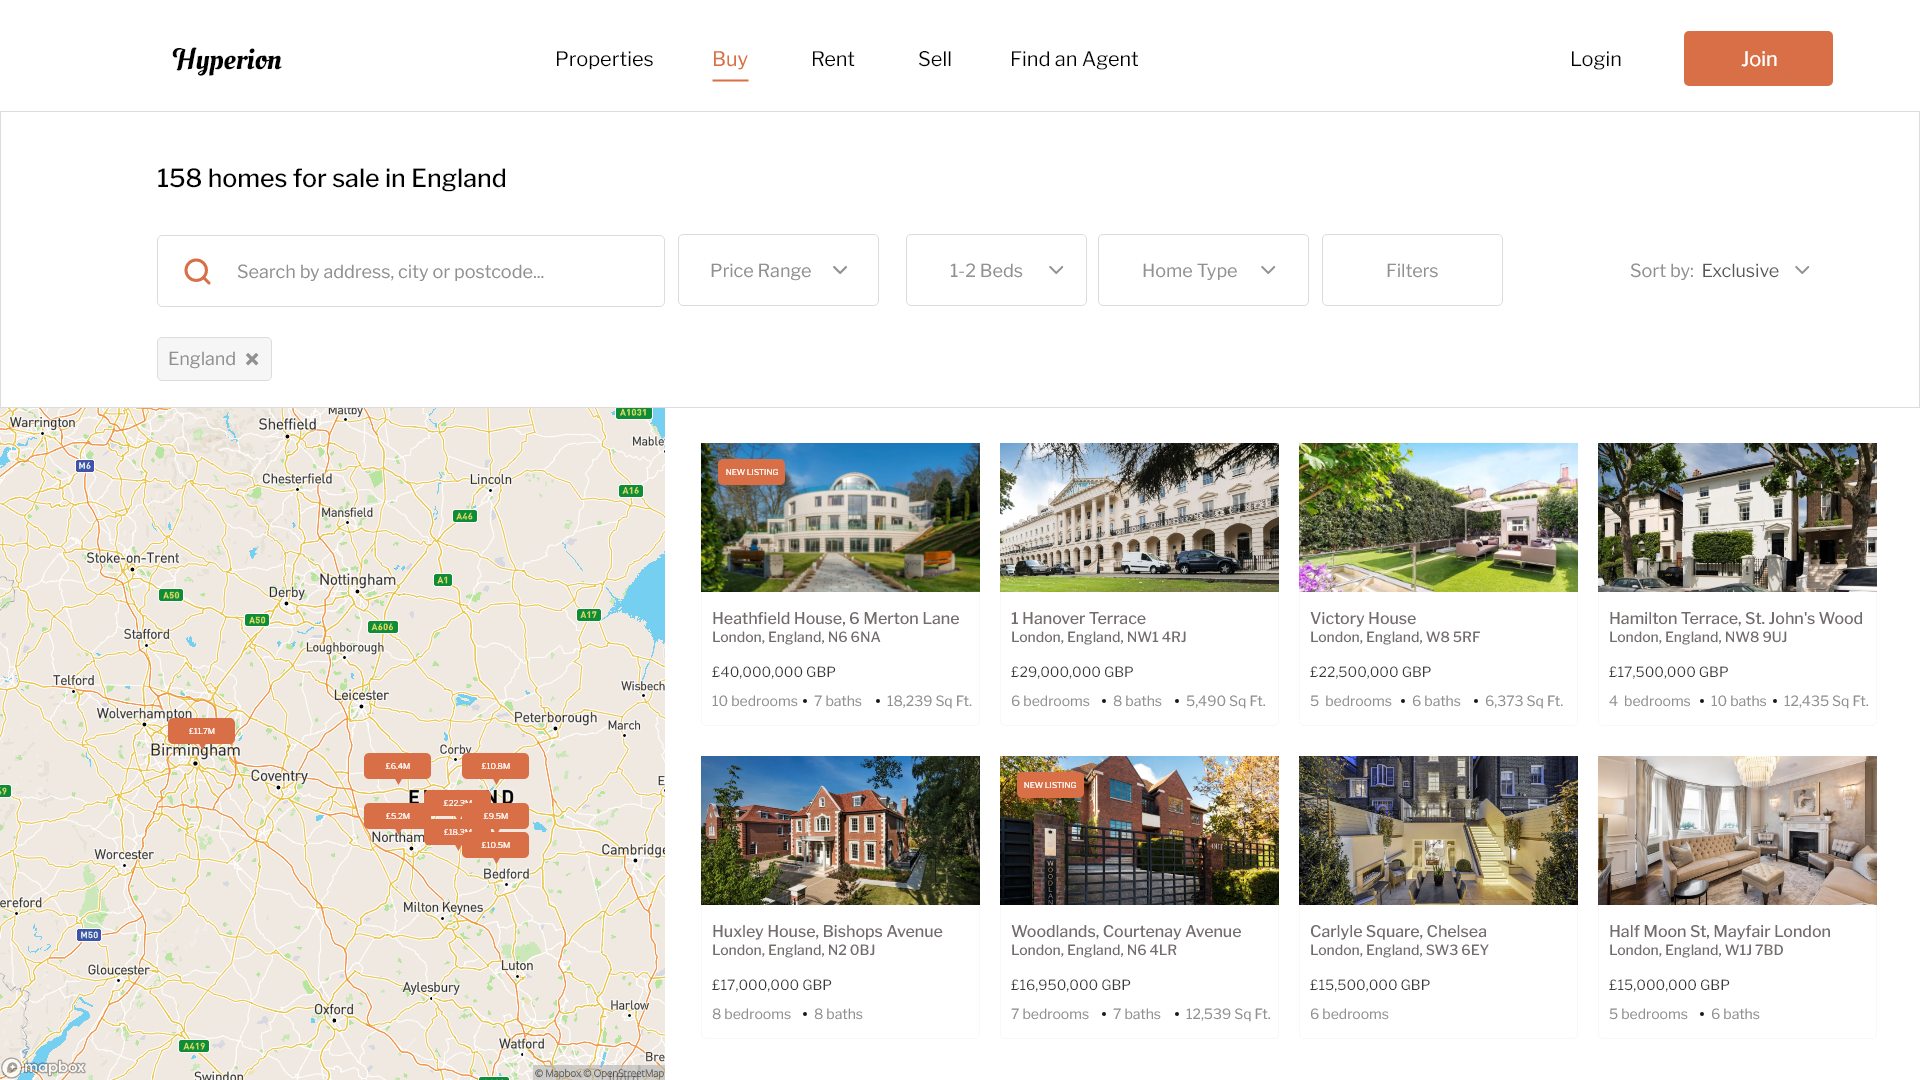 Hyperion
Properties
Buy
Rent
Sell
Find an Agent
Login
Join
158 homes for sale in England
Search by address, city or postcode...
Price Range
1-2 Beds
Home Type
Filters
Sort by: Exclusive
England
Warrington
Sheffield
Maltby
A1031
M6
Chesterfield
Lincoln
A16
Mansfield
A46
Stoke-on-Trent
Nottingham
A1
A50
Derby
A50
A606
A17
Stafford
Loughborough
Telford
Leicester
Wisbech
Wolverhampton
Peterborough
March
£11.7M
Birmingham
Corby
Coventry
£6.4M
£10.8M
£5.2M
£9.5M
£10.5M
Worcester
Bedford
Milton Keynes
M50
Gloucester
Luton
Aylesbury
Oxford
Harlow
A419
Watford
mapbox
© Mapbox © OpenStreetMap
NEW LISTING
Heathfield House, 6 Merton Lane
London, England, N6 6NA
£40,000,000 GBP
10 bedrooms • 7 baths • 18,239 Sq Ft.
1 Hanover Terrace
London, England, NW1 4RJ
£29,000,000 GBP
6 bedrooms • 8 baths • 5,490 Sq Ft.
Victory House
London, England, W8 5RF
£22,500,000 GBP
5 bedrooms • 6 baths • 6,373 Sq Ft.
Hamilton Terrace, St. John's Wood
London, England, NW8 9UJ
£17,500,000 GBP
4 bedrooms • 10 baths • 12,435 Sq Ft.
Huxley House, Bishops Avenue
London, England, N2 0BJ
£17,000,000 GBP
8 bedrooms • 8 baths
NEW LISTING
Woodlands, Courtenay Avenue
London, England, N6 4LR
£16,950,000 GBP
7 bedrooms • 7 baths • 12,539 Sq Ft.
Carlyle Square, Chelsea
London, England, SW3 6EY
£15,500,000 GBP
6 bedrooms
Half Moon St, Mayfair London
London, England, W1J 7BD
£15,000,000 GBP
5 bedrooms • 6 baths